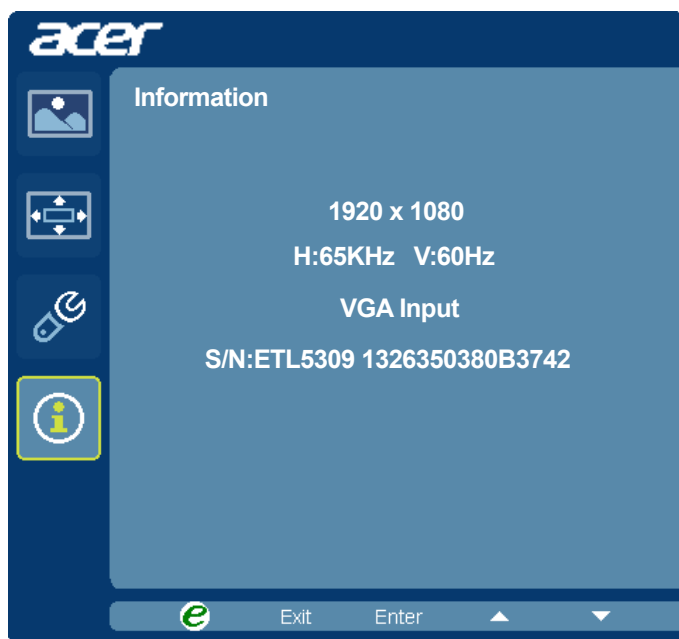 acer
Information
1920 x 1080
H:65KHz V:60Hz
VGA Input
S/N:ETL5309 1326350380B3742
e Exit Enter